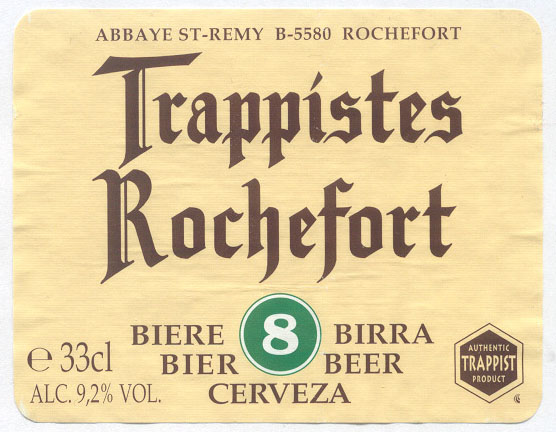 ABBAYE ST-REMY B-5580 ROCHEFORT
Trappistes
Rochefort
BIERE 8 BIRRA
BIER BEER
CERVEZA
℮ 33cl
ALC. 9,2% VOL.
AUTHENTIC
TRAPPIST
PRODUCT